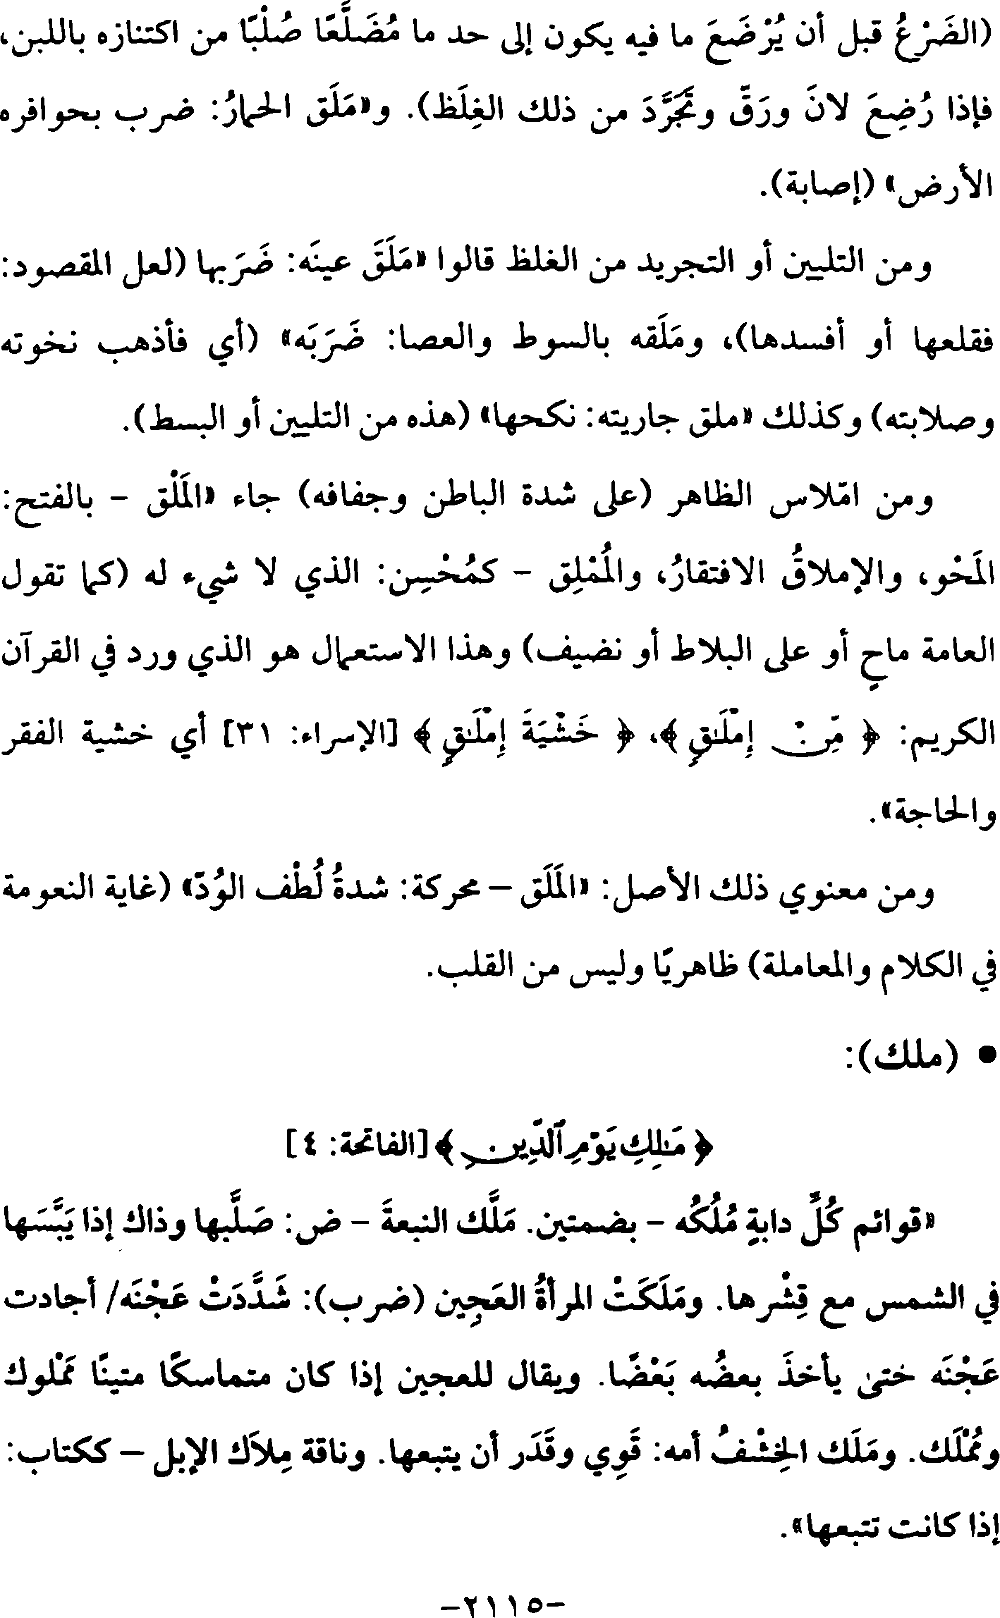 (الضَرْعُ قبل أن يُرْضَعَ ما فيه يكون إلى حد ما مُضَلَّعًا صُلْبًا من اكتنازه باللبن،
فإذا رُضِعَ لانَ ورَقَّ وتَجَرَّدَ من ذلك الغِلَظ). و«مَلَق الحمارُ: ضرب بحوافره
الأرض» (إصابة).
ومن التليين أو التجريد من الغلظ قالوا «مَلَقَ عينَه: ضَرَبها (لعل المقصود:
فقلعها أو أفسدها)، ومَلَقه بالسوط والعصا: ضَرَبَه» (أي فأذهب نخوته
وصلابته) وكذلك «ملق جاريته: نكحها» (هذه من التليين أو البسط).
ومن امّلاس الظاهر (على شدة الباطن وجفافه) جاء «المَلْق – بالفتح:
المَحْو، والإملاقُ الافتقارُ، والمُمْلِق – كمُحْسِن: الذي لا شيء له (كما تقول
العامة ماحٍ أو على البلاط أو نضيف) وهذا الاستعمال هو الذي ورد في القرآن
الكريم: ﴿ مِّنْ إِمْلَٰقٍ ﴾، ﴿ خَشْيَةَ إِمْلَٰقٍ ﴾ [الإسراء: ٣١] أي خشية الفقر
والحاجة».
ومن معنوي ذلك الأصل: «المَلَق – محركة: شدةُ لُطْف الوُدّ» (غاية النعومة
في الكلام والمعاملة) ظاهريًا وليس من القلب.
• (ملك):
﴿ مَٰلِكِ يَوْمِ ٱلدِّينِ ﴾ [الفاتحة: ٤]
«قوائم كُلِّ دابةٍ مُلُكُه – بضمتين. مَلَّك النبعةَ – ض: صَلَّبها وذاك إذا يَبَّسَها
في الشمس مع قِشْرها. ومَلَكَتْ المرأةُ العَجِين (ضرب): شَدَّدَتْ عَجْنَه/ أجادت
عَجْنَه ختى يأخذَ بعضُه بَعْضًا. ويقال للعجين إذا كان متماسكًا متينًا مَمْلوك
ومُمْلَك. ومَلَك الخِشْفُ أمه: قَوِي وقَدَر أن يتبعها. وناقة مِلاَك الإبل – ككتاب:
إذا كانت تتبعها».
-٢١١٥-